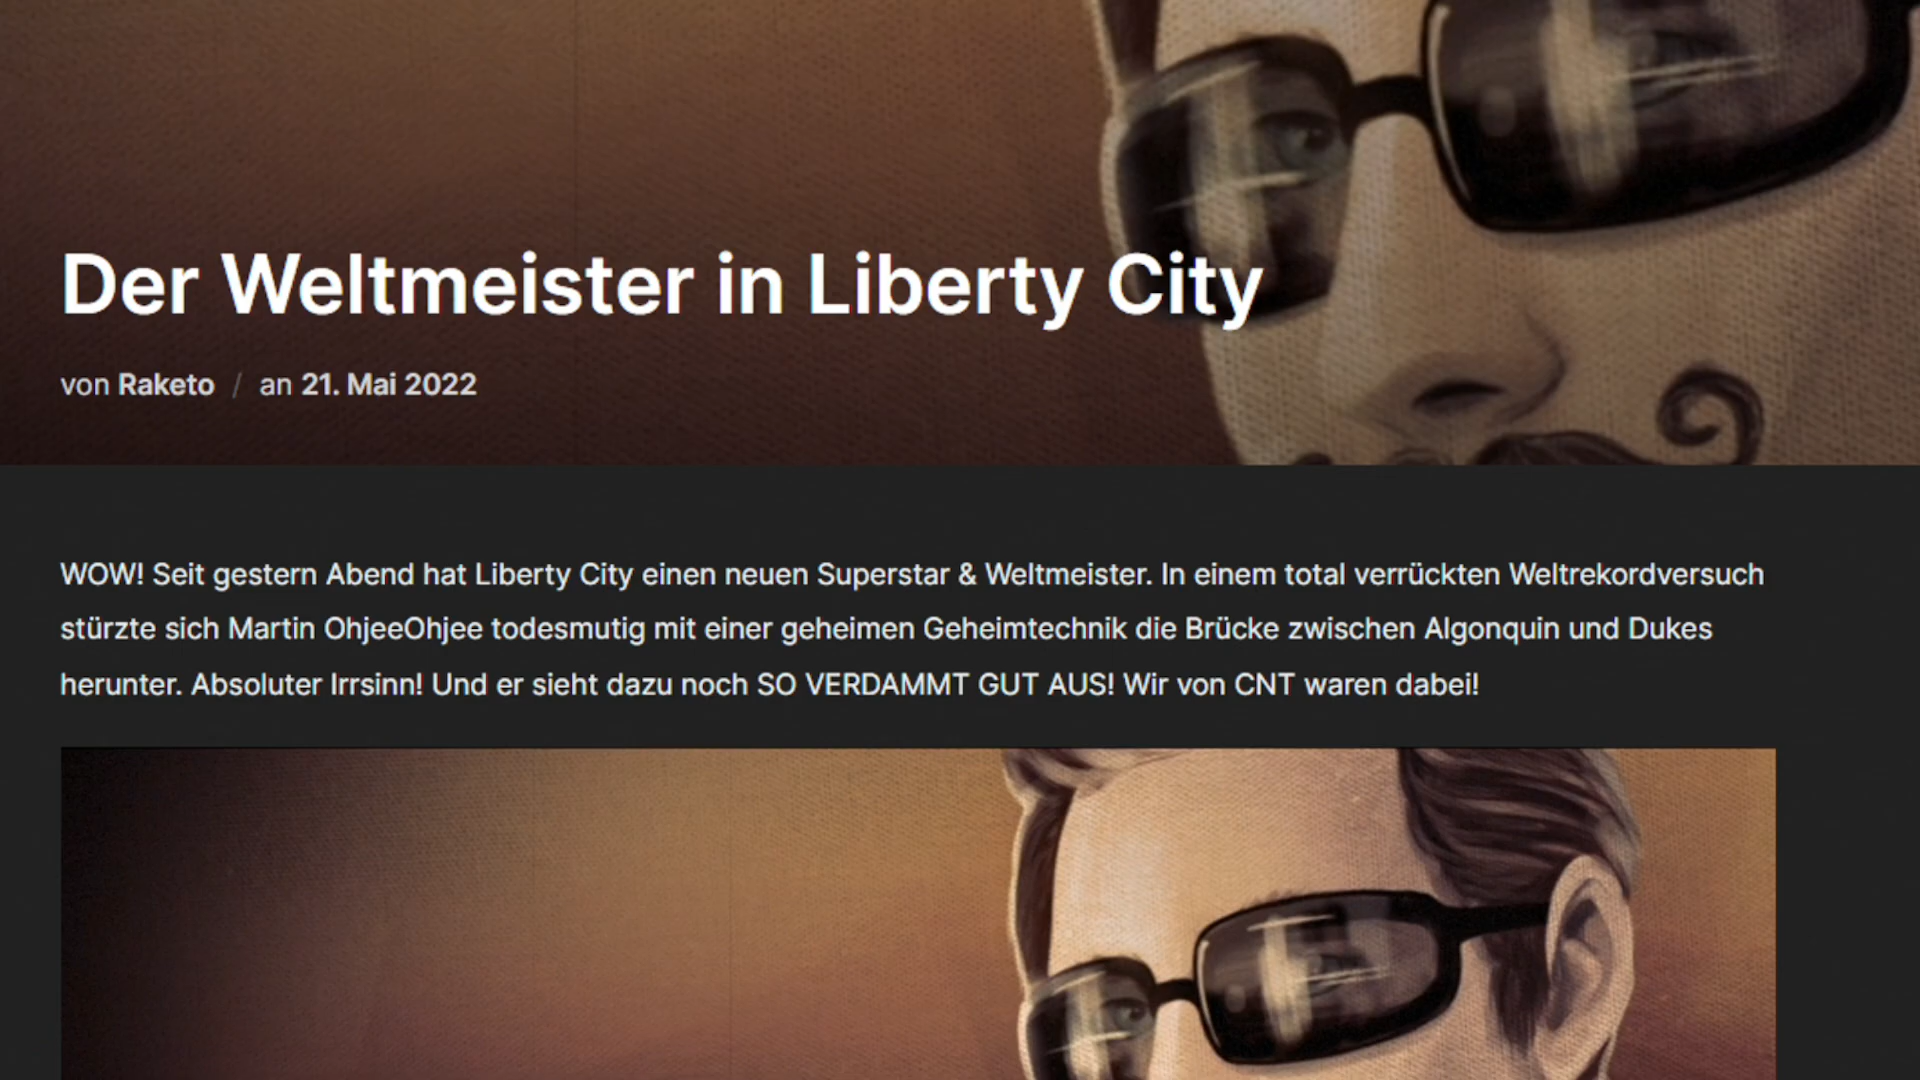 Der Weltmeister in Liberty City
von Raketo / an 21. Mai 2022
WOW! Seit gestern Abend hat Liberty City einen neuen Superstar & Weltmeister. In einem total verrückten Weltrekordversuch
stürzte sich Martin OhjeeOhjee todesmutig mit einer geheimen Geheimtechnik die Brücke zwischen Algonquin und Dukes
herunter. Absoluter Irrsinn! Und er sieht dazu noch SO VERDAMMT GUT AUS! Wir von CNT waren dabei!